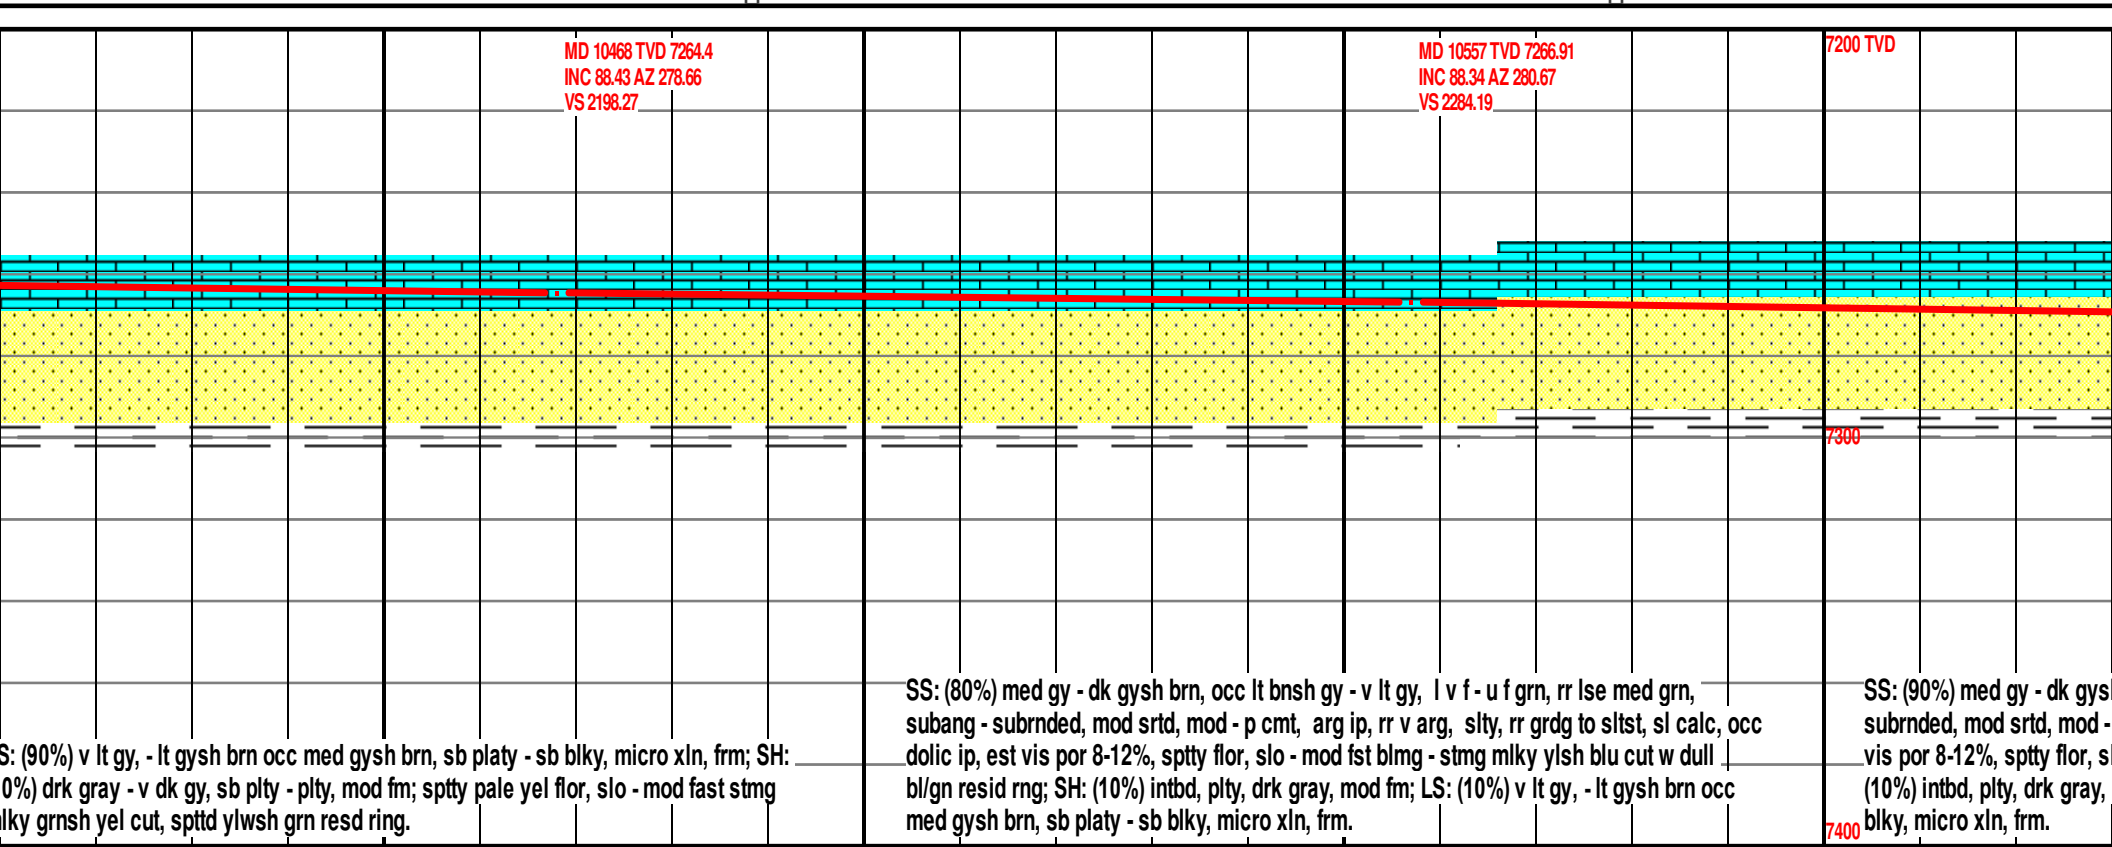 MD 10468 TVD 7264.4
INC 88.43 AZ 278.66
VS 2198.27
MD 10557 TVD 7266.91
INC 88.34 AZ 280.67
VS 2284.19
7200 TVD
7300
7400
S: (90%) v lt gy, - lt gysh brn occ med gysh brn, sb platy - sb blky, micro xln, frm; SH:
0%) drk gray - v dk gy, sb plty - plty, mod fm; sptty pale yel flor, slo - mod fast stmg
lky grnsh yel cut, spttd ylwsh grn resd ring.
SS: (80%) med gy - dk gysh brn, occ lt bnsh gy - v lt gy, l v f - u f grn, rr lse med grn,
subang - subrnded, mod srtd, mod - p cmt, arg ip, rr v arg, slty, rr grdg to sltst, sl calc, occ
dolic ip, est vis por 8-12%, sptty flor, slo - mod fst blmg - stmg mlky ylsh blu cut w dull
bl/gn resid rng; SH: (10%) intbd, plty, drk gray, mod fm; LS: (10%) v lt gy, - lt gysh brn occ
med gysh brn, sb platy - sb blky, micro xln, frm.
SS: (90%) med gy - dk gysh
subrnded, mod srtd, mod -
vis por 8-12%, sptty flor, sl
(10%) intbd, plty, drk gray,
blky, micro xln, frm.